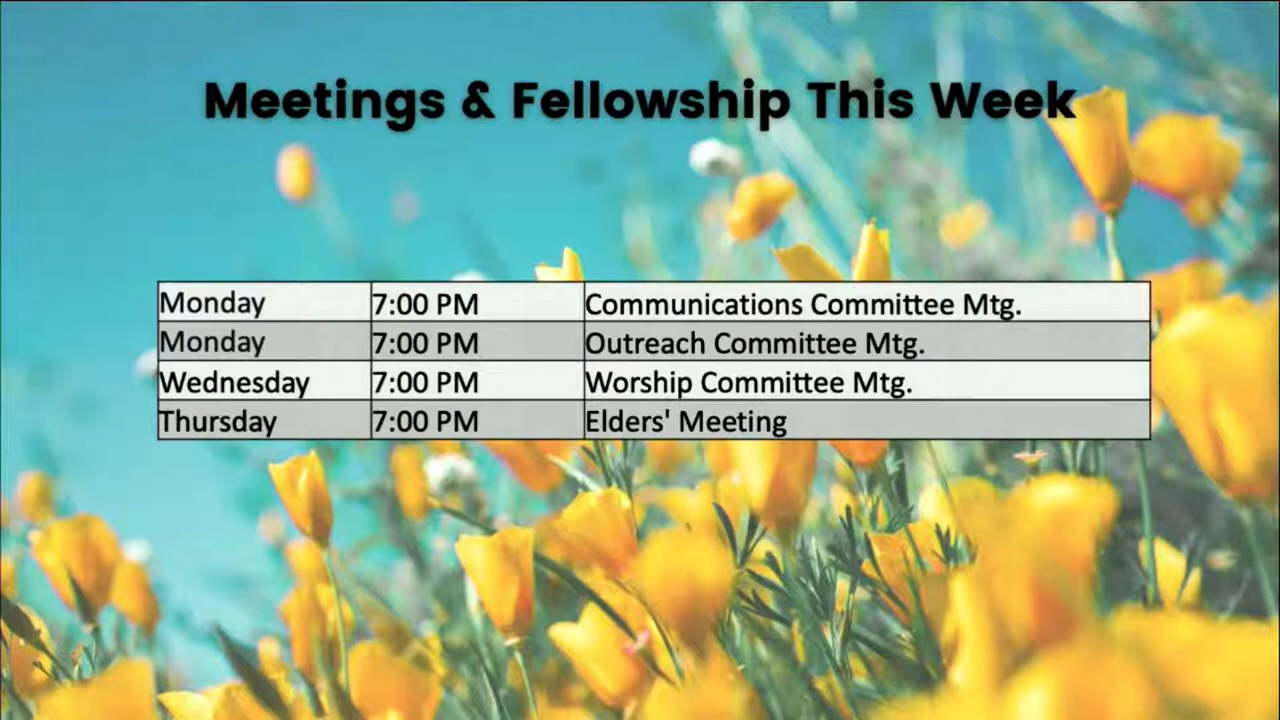 Meetings & Fellowship This Week
Monday 7:00 PM Communications Committee Mtg.
Monday 7:00 PM Outreach Committee Mtg.
Wednesday 7:00 PM Worship Committee Mtg.
Thursday 7:00 PM Elders' Meeting